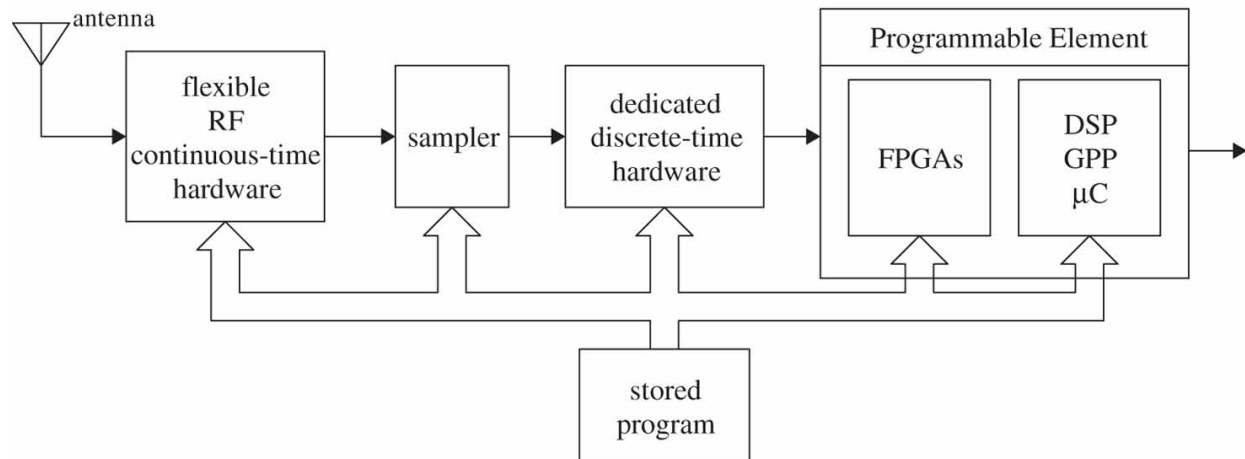 antenna
flexible
RF
continuous-time
hardware
sampler
dedicated
discrete-time
hardware
Programmable Element
FPGAs
DSP
GPP
μC
stored
program